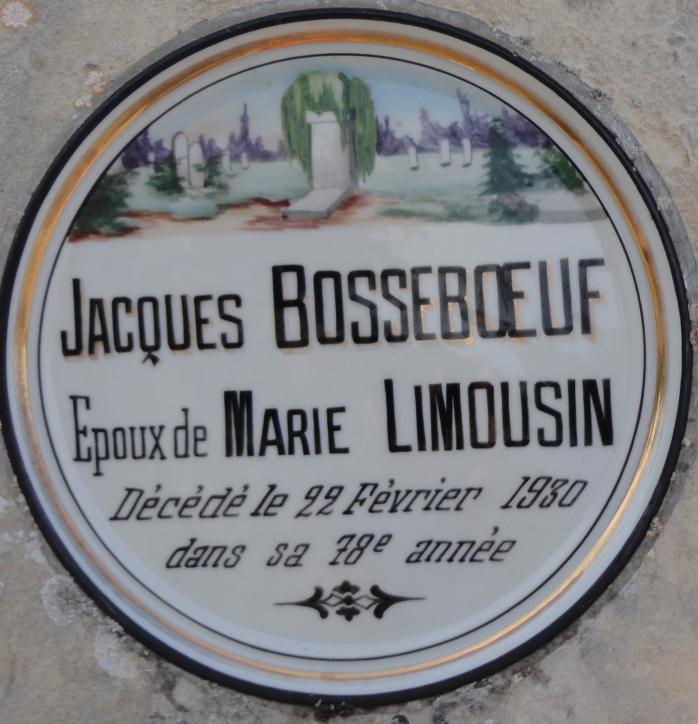 JACQUES BOSSEBŒUF
Epoux de MARIE LIMOUSIN
Décédé le 22 Février 1930
dans sa 78e année